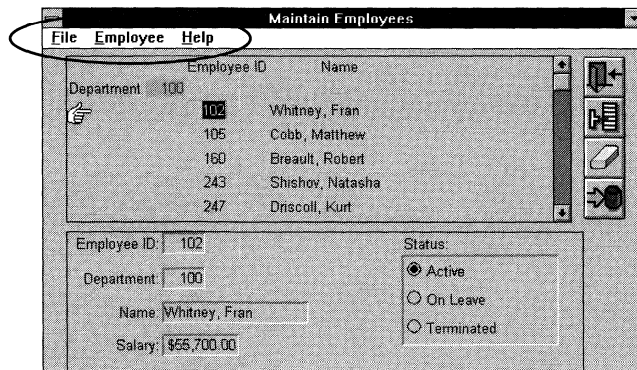 Maintain Employees
File Employee Help
Employee ID Name
Department 100
102 Whitney, Fran
105 Cobb, Matthew
160 Breault, Robert
243 Shishov, Natasha
247 Driscoll, Kurt
Employee ID: 102 Status:
Department: 100 Active
Name: Whitney, Fran On Leave
Salary: $55,700.00 Terminated